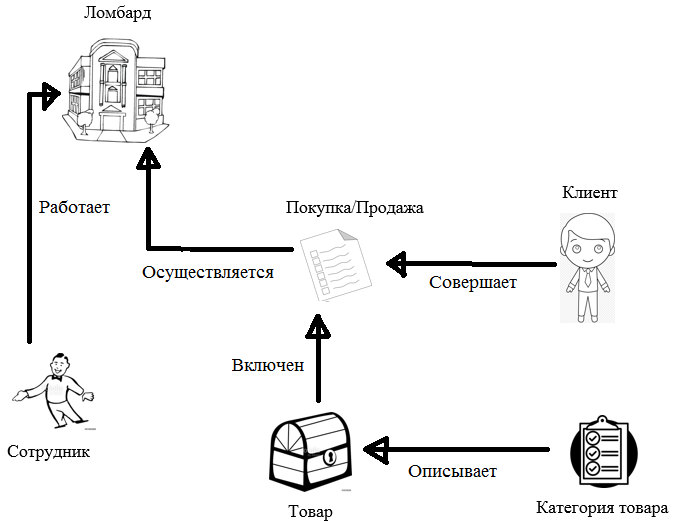 Ломбард
Клиент
Работает
Покупка/Продажа
Осуществляется
Совершает
Включен
Сотрудник
Описывает
Товар
Категория товара